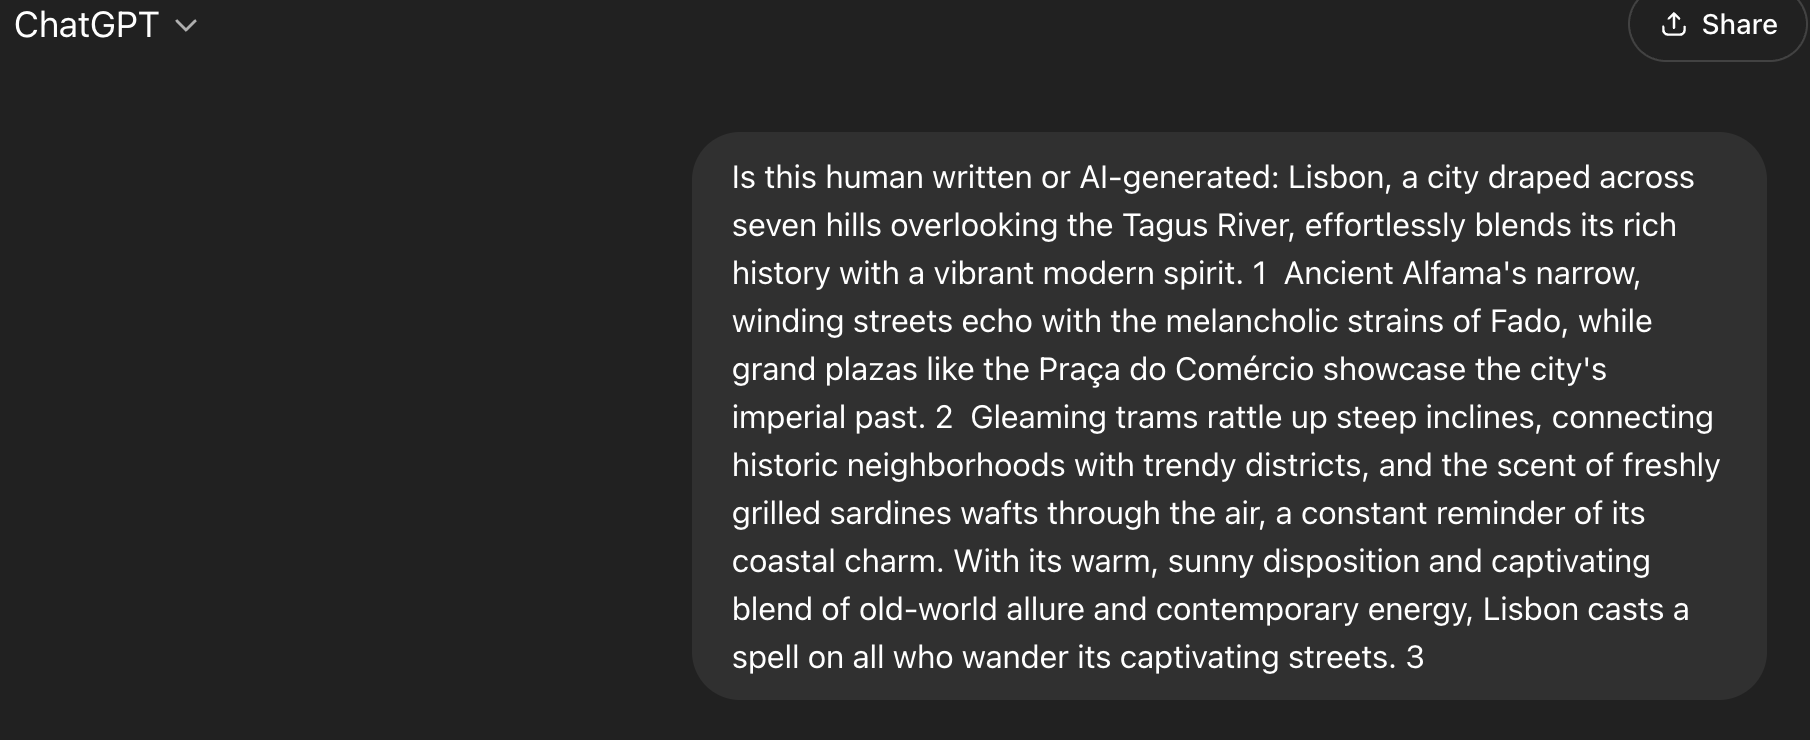 ChatGPT
Share
Is this human written or AI-generated: Lisbon, a city draped across
seven hills overlooking the Tagus River, effortlessly blends its rich
history with a vibrant modern spirit. 1  Ancient Alfama's narrow,
winding streets echo with the melancholic strains of Fado, while
grand plazas like the Praça do Comércio showcase the city's
imperial past. 2  Gleaming trams rattle up steep inclines, connecting
historic neighborhoods with trendy districts, and the scent of freshly
grilled sardines wafts through the air, a constant reminder of its
coastal charm. With its warm, sunny disposition and captivating
blend of old-world allure and contemporary energy, Lisbon casts a
spell on all who wander its captivating streets. 3